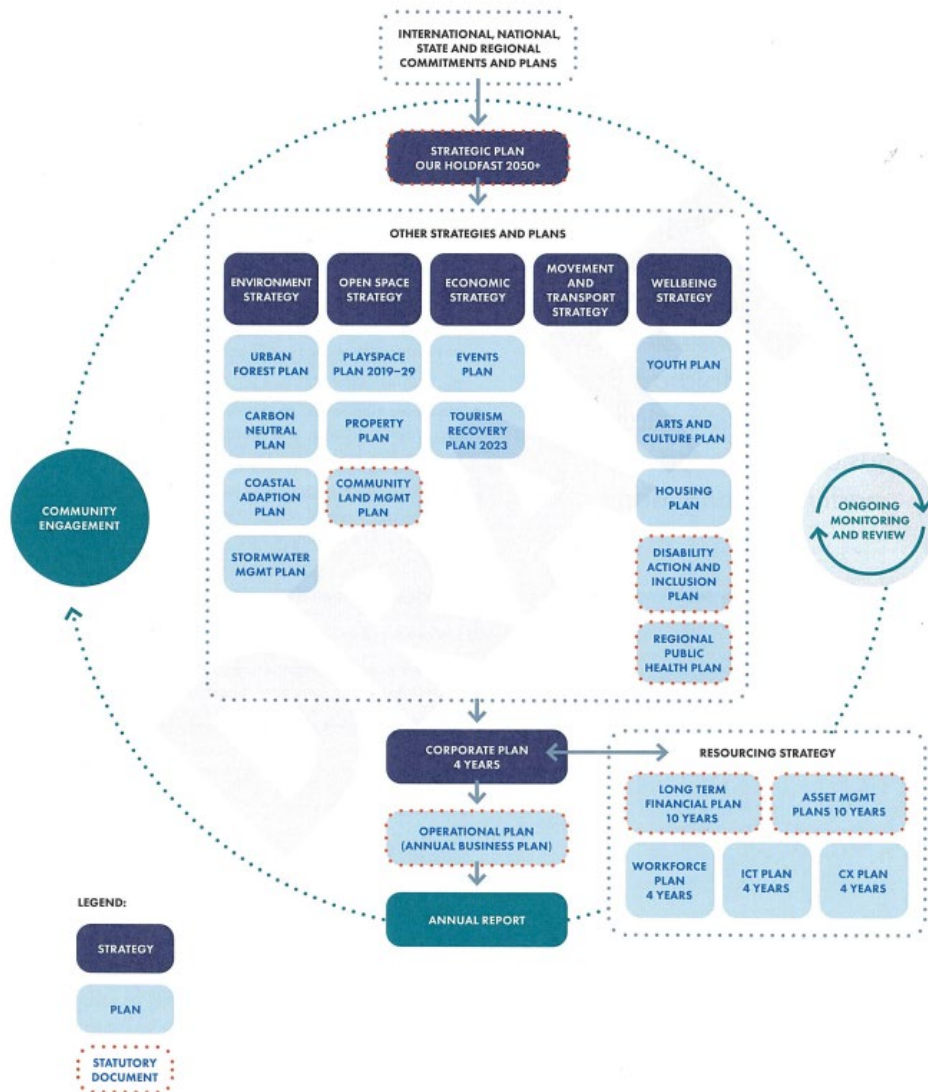 INTERNATIONAL, NATIONAL,
STATE AND REGIONAL
COMMITMENTS AND PLANS
STRATEGIC PLAN
OUR HOLDFAST 2050+
OTHER STRATEGIES AND PLANS
ENVIRONMENT
STRATEGY
OPEN SPACE
STRATEGY
ECONOMIC
STRATEGY
MOVEMENT
AND
TRANSPORT
STRATEGY
WELLBEING
STRATEGY
URBAN
FOREST PLAN
PLAYSPACE
PLAN 2019–29
EVENTS
PLAN
YOUTH PLAN
CARBON
NEUTRAL
PLAN
PROPERTY
PLAN
TOURISM
RECOVERY
PLAN 2023
ARTS AND
CULTURE PLAN
COASTAL
ADAPTION
PLAN
COMMUNITY
LAND MGMT
PLAN
HOUSING
PLAN
STORMWATER
MGMT PLAN
DISABILITY
ACTION AND
INCLUSION
PLAN
REGIONAL
PUBLIC
HEALTH PLAN
COMMUNITY
ENGAGEMENT
ONGOING
MONITORING
AND REVIEW
CORPORATE PLAN
4 YEARS
RESOURCING STRATEGY
LONG TERM
FINANCIAL PLAN
10 YEARS
ASSET MGMT
PLANS 10 YEARS
OPERATIONAL PLAN
(ANNUAL BUSINESS PLAN)
WORKFORCE
PLAN
4 YEARS
ICT PLAN
4 YEARS
CX PLAN
4 YEARS
ANNUAL REPORT
LEGEND:
STRATEGY
PLAN
STATUTORY
DOCUMENT
DRAFT